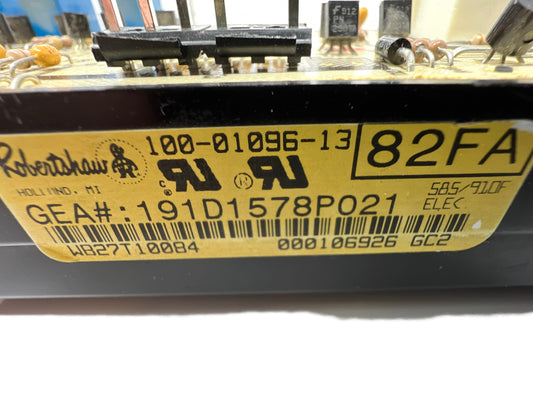 Robertshaw 100-01096-13 82FA
HOLLAND, MI 585/910F
GEA#:191D1578P021 ELEC.
WB27T10084 000106926 GC2